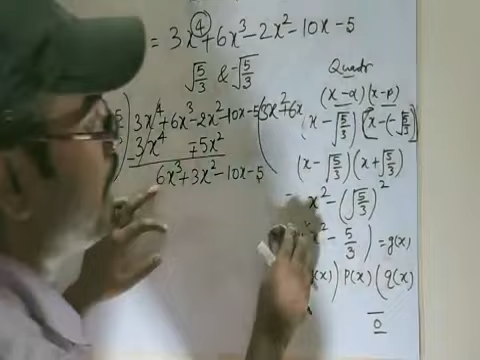 = 3x⁴ + 6x³ - 2x² - 10x - 5
√5/3 & -√5/3
Quadr
(x - α)(x - β)
(x - √5/3)(x - (-√5/3)
(x - √5/3)(x + √5/3)
x² - (√5/3)²
x² - 5/3) = g(x)
g(x)) P(x) (q(x)
0
) 3x⁴ + 6x³ - 2x² - 10x - 5 (3x² + 6x
- 3x⁴ ∓ 5x²
6x³ + 3x² - 10x - 5